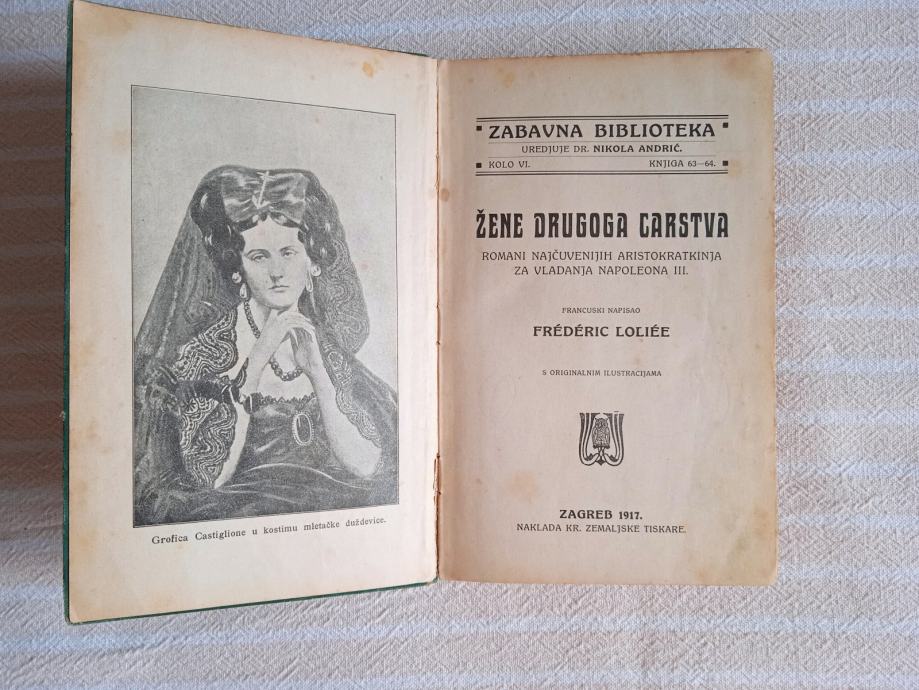 Grofica Castiglione u kostimu mletačke duždevice.
ZABAVNA BIBLIOTEKA
UREDJUJE DR. NIKOLA ANDRIĆ.
KOLO VI. KNJIGA 63—64.
ŽENE DRUGOGA CARSTVA
ROMANI NAJČUVENIJIH ARISTOKRATKINJA
ZA VLADANJA NAPOLEONA III.
FRANCUSKI NAPISAO
FRÉDÉRIC LOLIÉE
S ORIGINALNIM ILUSTRACIJAMA
ZAGREB 1917.
NAKLADA KR. ZEMALJSKE TISKARE.